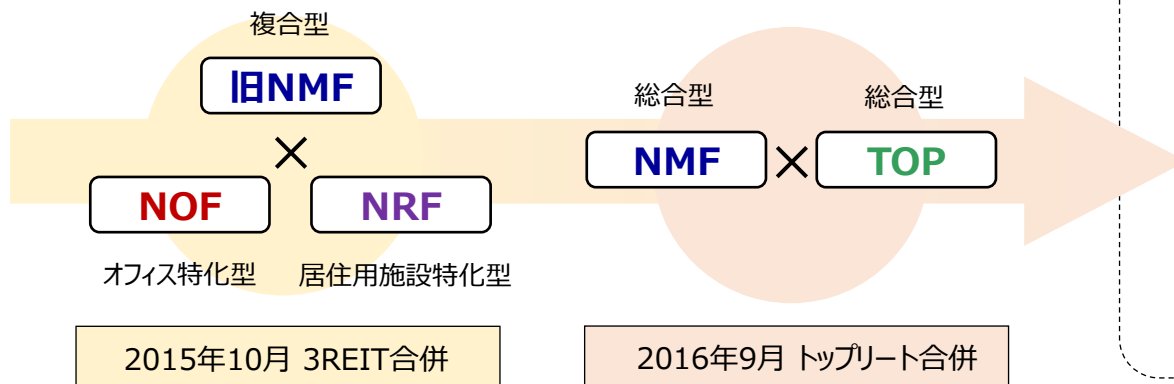 複合型
旧NMF
×
NOF
NRF
オフィス特化型
居住用施設特化型
2015年10月 3REIT合併
総合型
総合型
NMF
×
TOP
2016年9月 トップリート合併